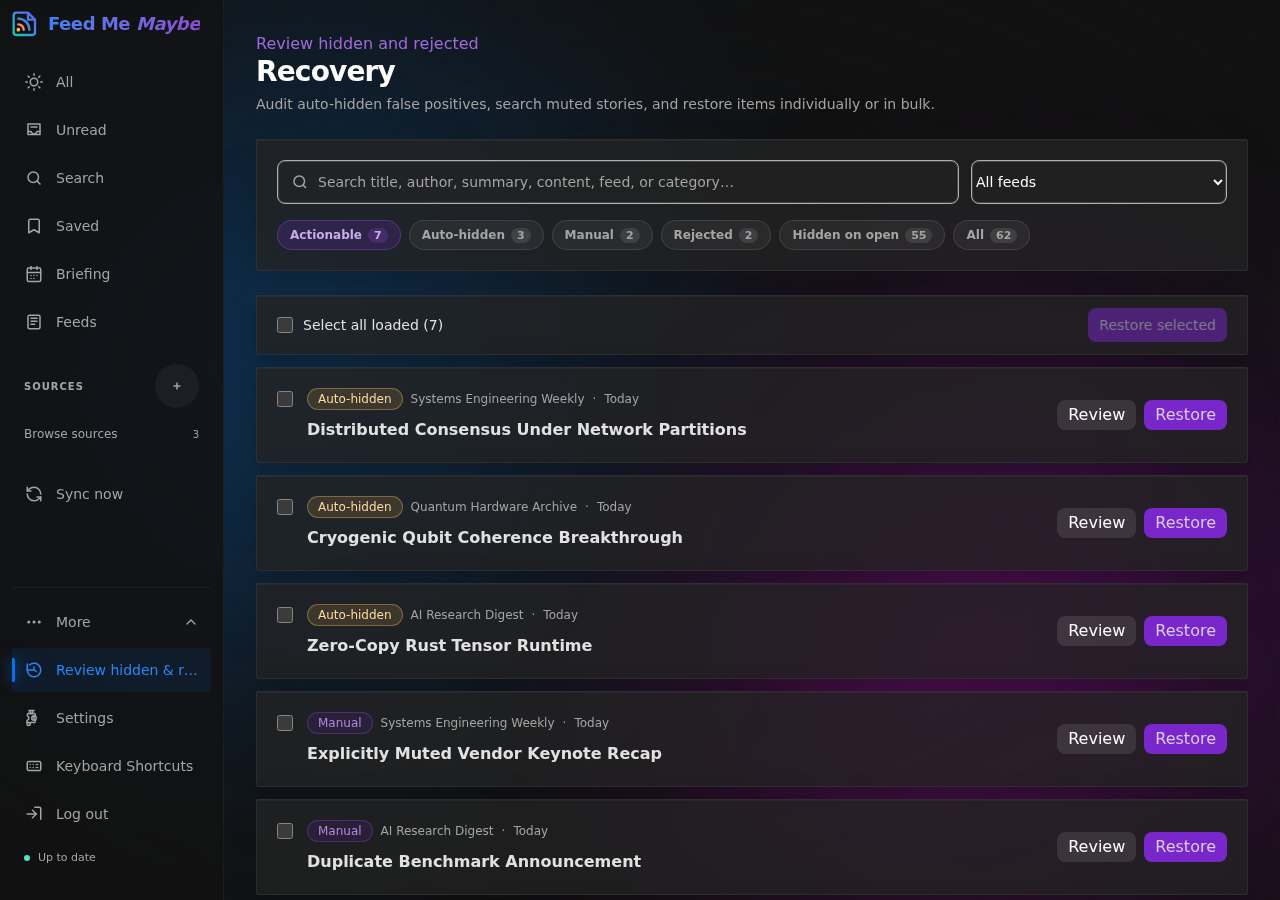 Feed Me Maybe
All
Unread
Search
Saved
Briefing
Feeds
SOURCES
+
Browse sources 3
Sync now
More
Review hidden & r…
Settings
Keyboard Shortcuts
Log out
Up to date
Review hidden and rejected
Recovery
Audit auto-hidden false positives, search muted stories, and restore items individually or in bulk.
Search title, author, summary, content, feed, or category…
All feeds
Actionable 7 Auto-hidden 3 Manual 2 Rejected 2 Hidden on open 55 All 62
Select all loaded (7) Restore selected
Auto-hidden Systems Engineering Weekly · Today
Distributed Consensus Under Network Partitions
Review Restore
Auto-hidden Quantum Hardware Archive · Today
Cryogenic Qubit Coherence Breakthrough
Review Restore
Auto-hidden AI Research Digest · Today
Zero-Copy Rust Tensor Runtime
Review Restore
Manual Systems Engineering Weekly · Today
Explicitly Muted Vendor Keynote Recap
Review Restore
Manual AI Research Digest · Today
Duplicate Benchmark Announcement
Review Restore